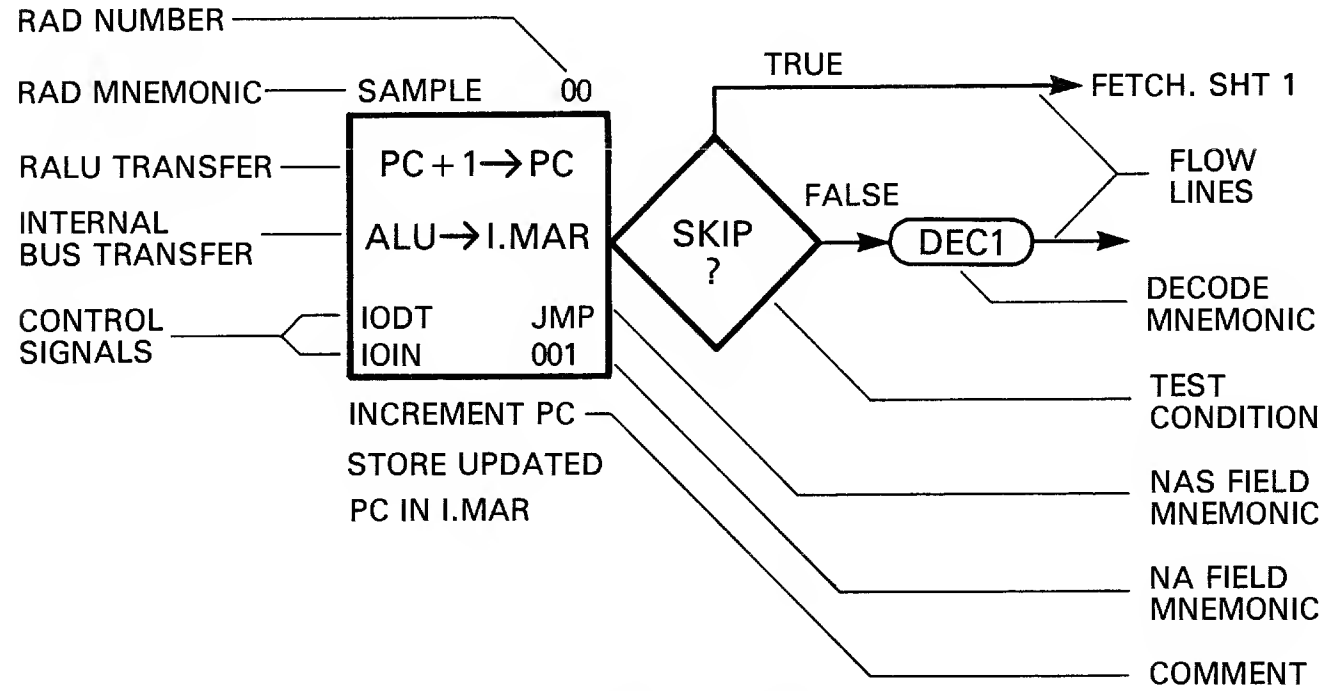 RAD NUMBER
RAD MNEMONIC
SAMPLE 00
RALU TRANSFER
PC + 1→PC
INTERNAL
BUS TRANSFER
ALU→I.MAR
CONTROL
SIGNALS
IODT JMP
IOIN 001
INCREMENT PC
STORE UPDATED
PC IN I.MAR
SKIP
?
TRUE
FETCH. SHT 1
FALSE
DEC1
FLOW
LINES
DECODE
MNEMONIC
TEST
CONDITION
NAS FIELD
MNEMONIC
NA FIELD
MNEMONIC
COMMENT